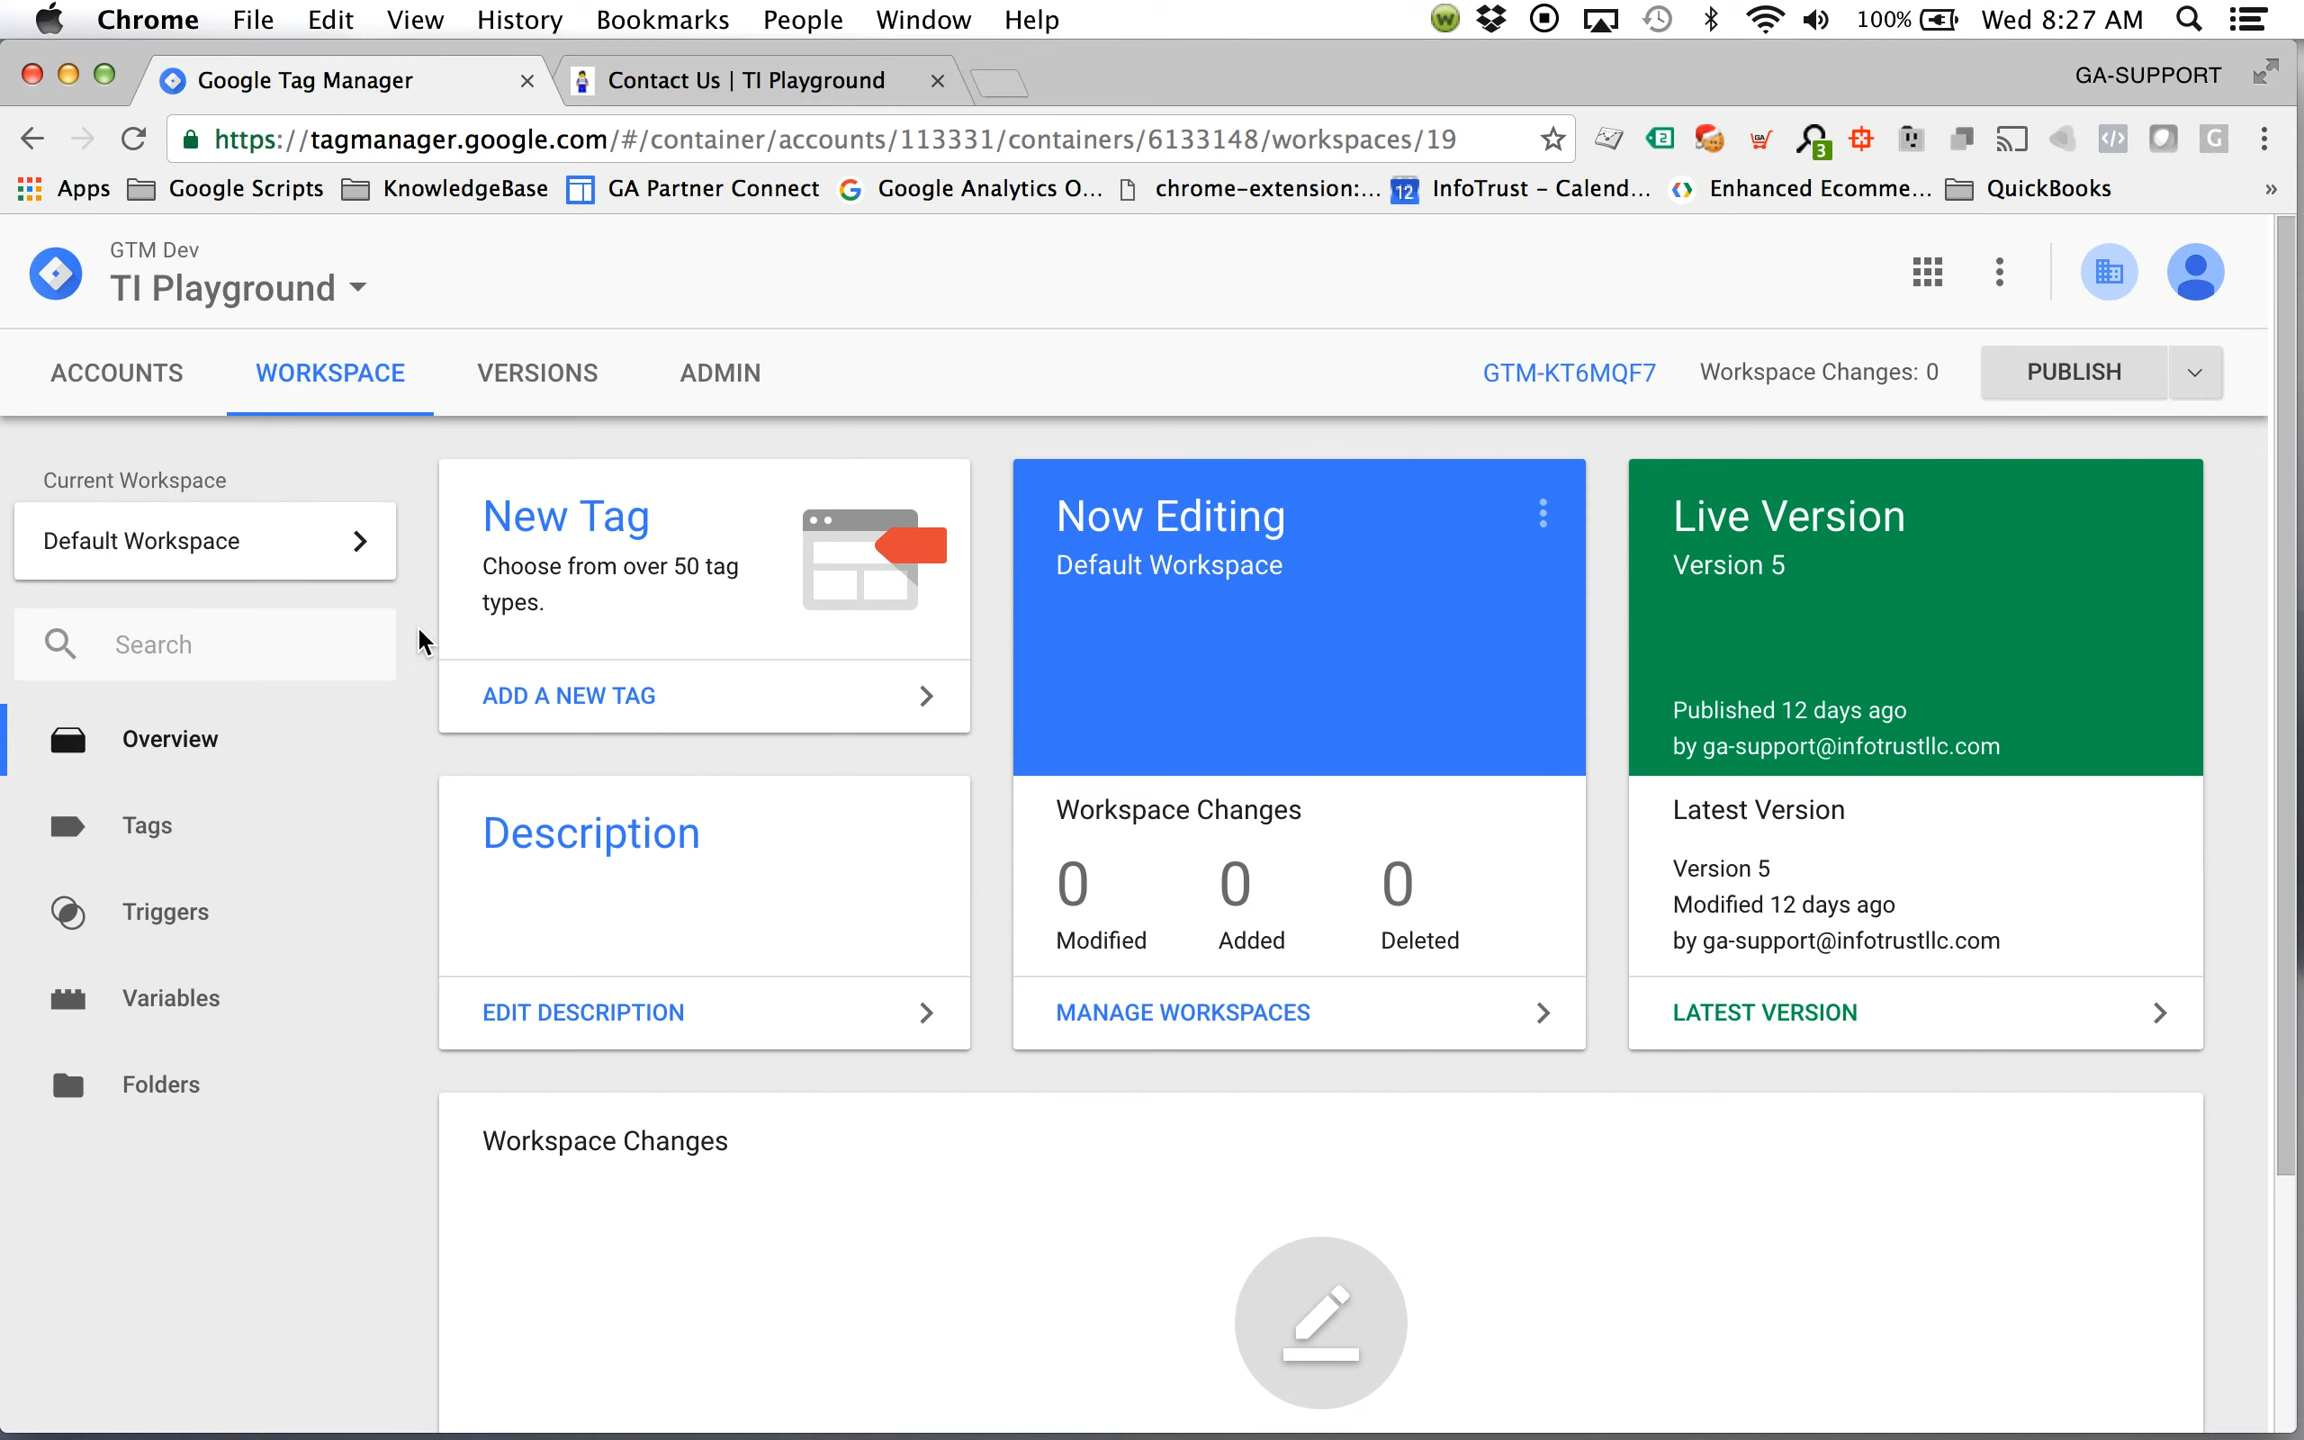 Chrome File Edit View History Bookmarks People Window Help 100% Wed 8:27 AM
Google Tag Manager Contact Us | TI Playground GA-SUPPORT
https://tagmanager.google.com/#/container/accounts/113331/containers/6133148/workspaces/19
Apps Google Scripts KnowledgeBase GA Partner Connect Google Analytics O... chrome-extension:... 12 InfoTrust - Calend... Enhanced Ecomme... QuickBooks »
GTM Dev
TI Playground
ACCOUNTS WORKSPACE VERSIONS ADMIN GTM-KT6MQF7 Workspace Changes: 0 PUBLISH
Current Workspace
Default Workspace
Search
Overview
Tags
Triggers
Variables
Folders
New Tag
Choose from over 50 tag
types.
ADD A NEW TAG
Description
EDIT DESCRIPTION
Now Editing
Default Workspace
Workspace Changes
0 0 0
Modified Added Deleted
MANAGE WORKSPACES
Live Version
Version 5
Published 12 days ago
by ga-support@infotrustllc.com
Latest Version
Version 5
Modified 12 days ago
by ga-support@infotrustllc.com
LATEST VERSION
Workspace Changes